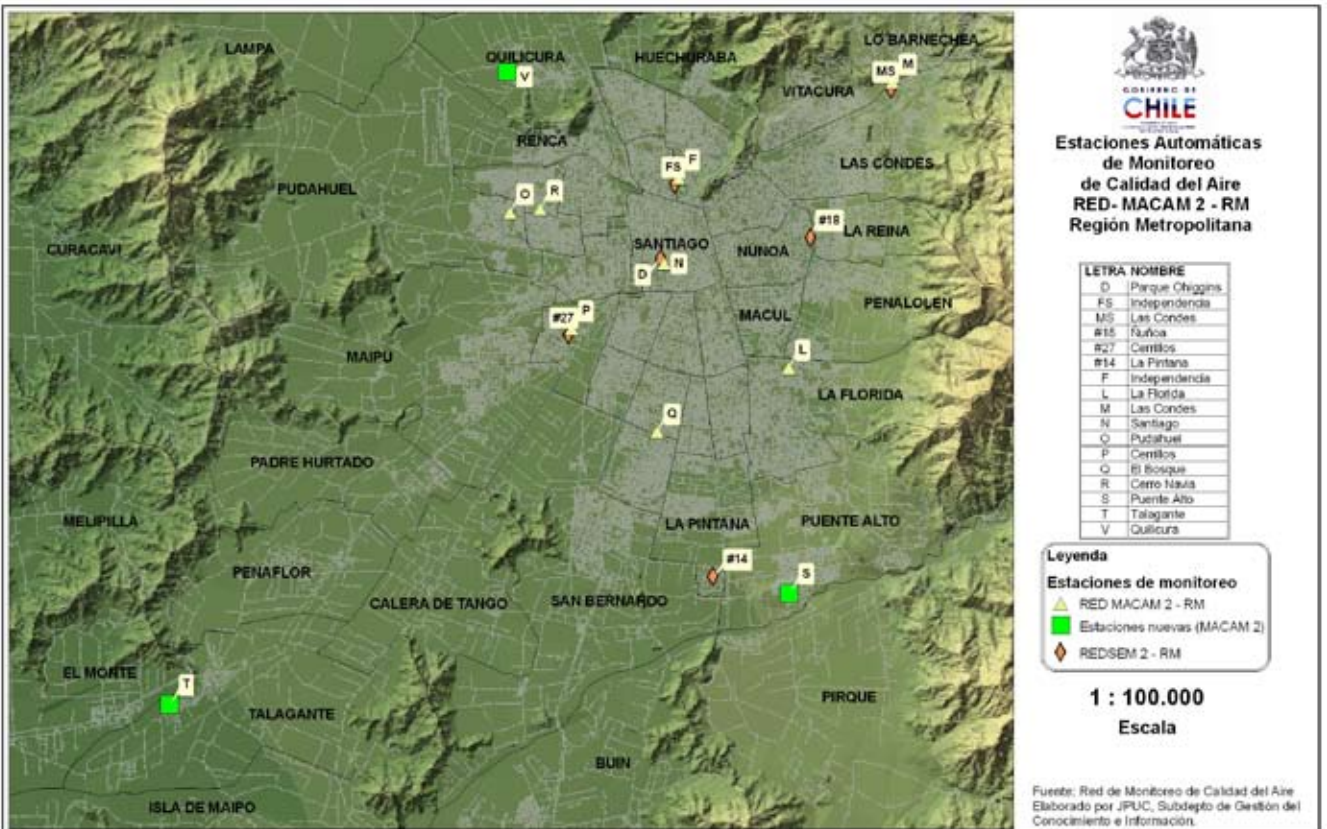 LAMPA
QUILICURA
HUECHURABA
LO BARNECHEA
V
MS
M
VITACURA
RENCA
LAS CONDES
FS
F
PUDAHUEL
O
R
#18
LA REINA
CURACAVI
SANTIAGO
NUNOA
D
N
PENALOLEN
#27
P
MACUL
MAIPU
L
LA FLORIDA
Q
PADRE HURTADO
MELIPILLA
LA PINTANA
PUENTE ALTO
#14
S
PENAFLOR
CALERA DE TANGO
SAN BERNARDO
EL MONTE
T
TALAGANTE
PIRQUE
BUIN
ISLA DE MAIPO
GOBIERNO DE
CHILE
Estaciones Automáticas
de Monitoreo
de Calidad del Aire
RED- MACAM 2 - RM
Región Metropolitana
LETRA NOMBRE
D Parque Ohiggins
FS Independencia
MS Las Condes
#18 Ñuñoa
#27 Cerrillos
#14 La Pintana
F Independencia
L La Florida
M Las Condes
N Santiago
O Pudahuel
P Cerrillos
Q El Bosque
R Cerro Navia
S Puente Alto
T Talagante
V Quilicura
Leyenda
Estaciones de monitoreo
RED MACAM 2 - RM
Estaciones nuevas (MACAM 2)
REDSEM 2 - RM
1 : 100.000
Escala
Fuente: Red de Monitoreo de Calidad del Aire
Elaborado por JPUC, Subdepto de Gestión del
Conocimiento e Información.